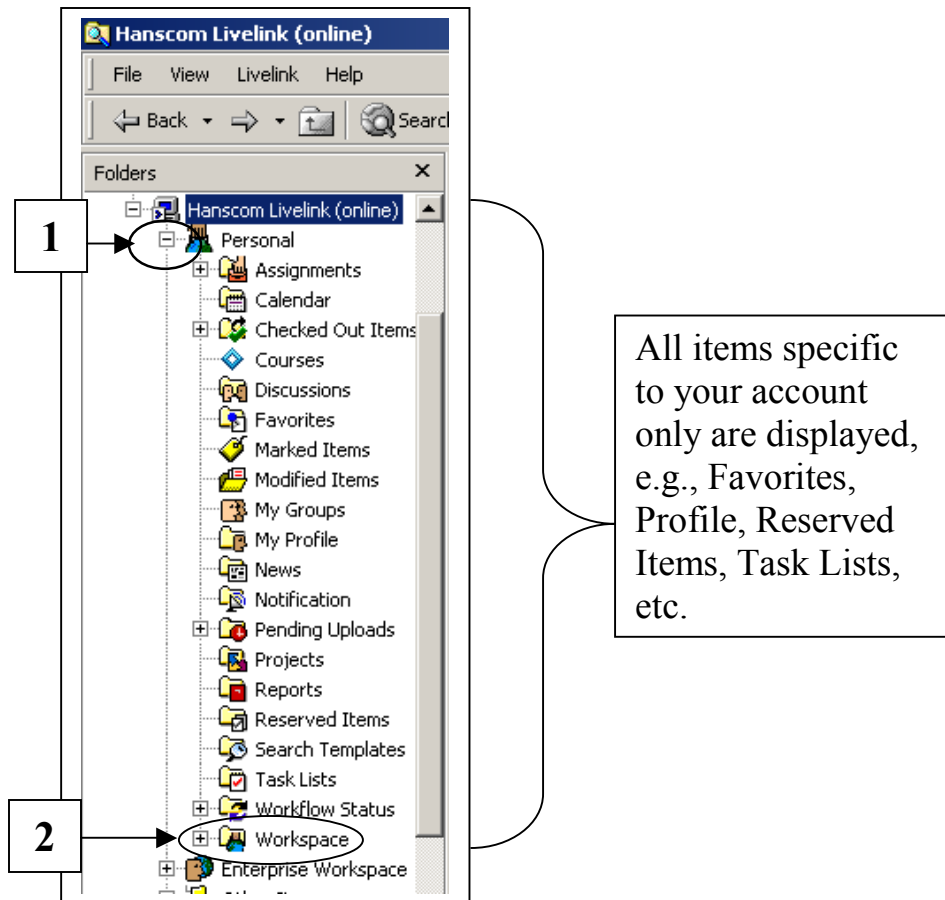 Hanscom Livelink (online)
File View Livelink Help
Back Search
Folders ×
Hanscom Livelink (online)
1
Personal
Assignments
Calendar
Checked Out Items
Courses
Discussions
Favorites
Marked Items
Modified Items
My Groups
My Profile
News
Notification
Pending Uploads
Projects
Reports
Reserved Items
Search Templates
Task Lists
Workflow Status
2
Workspace
Enterprise Workspace
All items specific
to your account
only are displayed,
e.g., Favorites,
Profile, Reserved
Items, Task Lists,
etc.